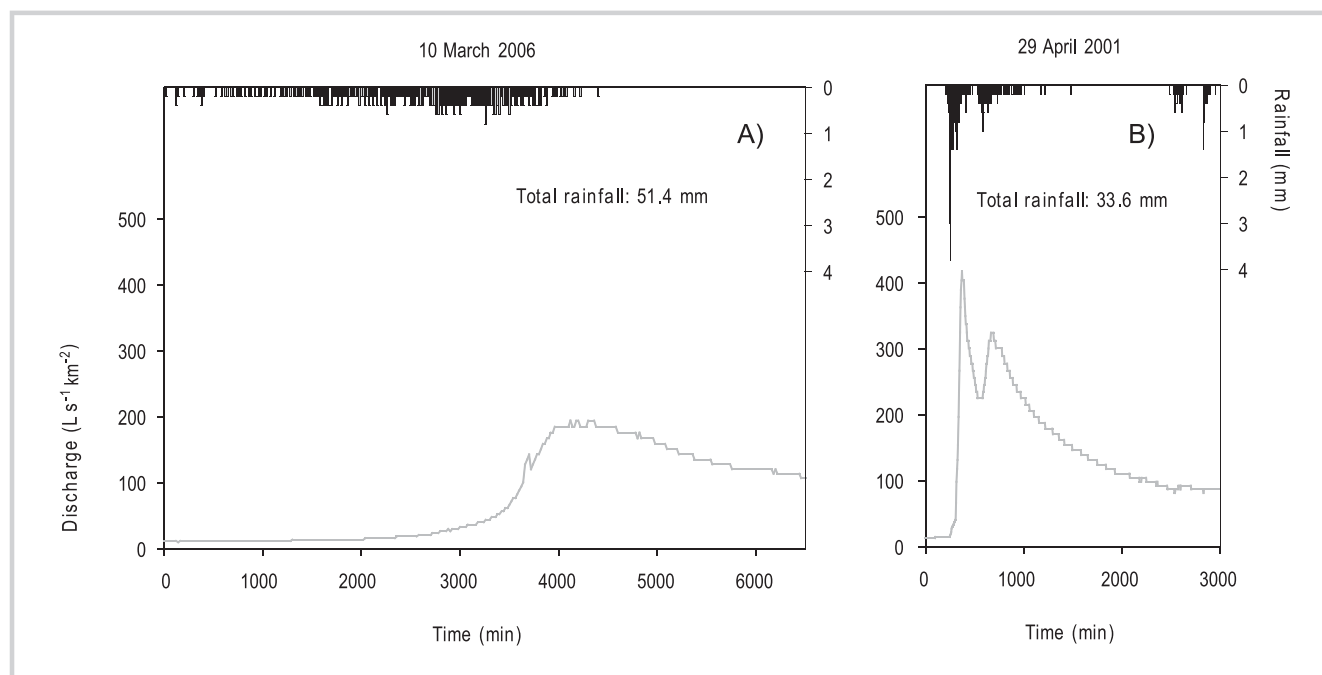 10 March 2006
29 April 2001
A)
B)
Total rainfall: 51.4 mm
Total rainfall: 33.6 mm
Rainfall (mm)
0
1
2
3
4
0
1
2
3
4
Discharge (L s-1 km-2)
500
400
300
200
100
0
500
400
300
200
100
0
0 1000 2000 3000 4000 5000 6000
0 1000 2000 3000
Time (min)
Time (min)